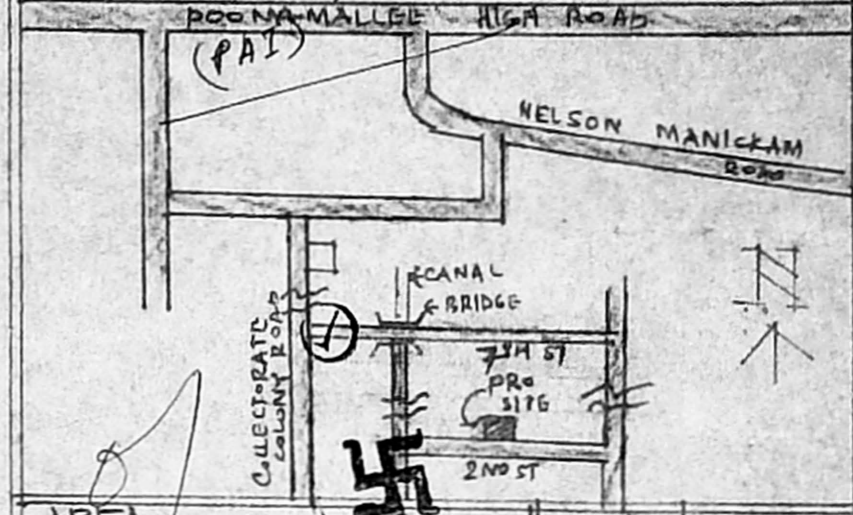 POONAMALLEE HIGH ROAD
(PAI)
NELSON MANICKAM
ROAD
CANAL
BRIDGE
COLLECTORATE
COLONY ROAD
7TH ST
PRO
SITE
2ND ST
N